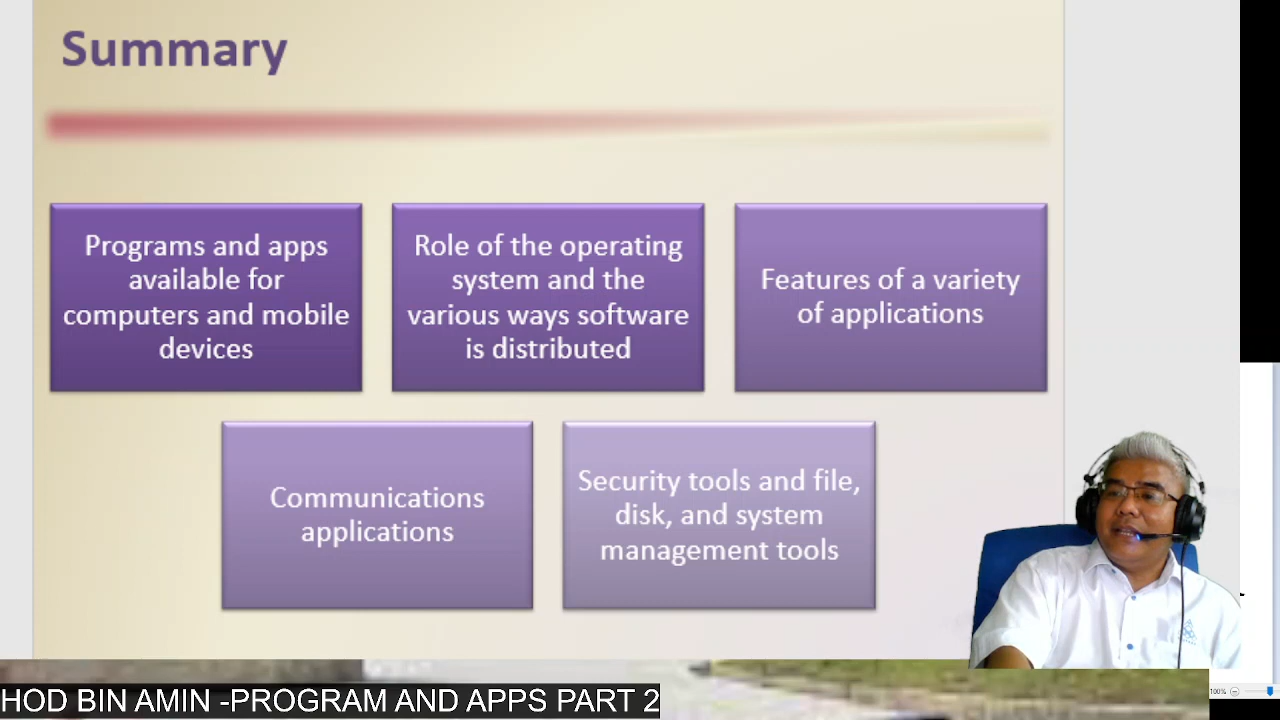 Summary
Programs and apps
available for
computers and mobile
devices
Role of the operating
system and the
various ways software
is distributed
Features of a variety
of applications
Communications
applications
Security tools and file,
disk, and system
management tools
HOD BIN AMIN -PROGRAM AND APPS PART 2
100%